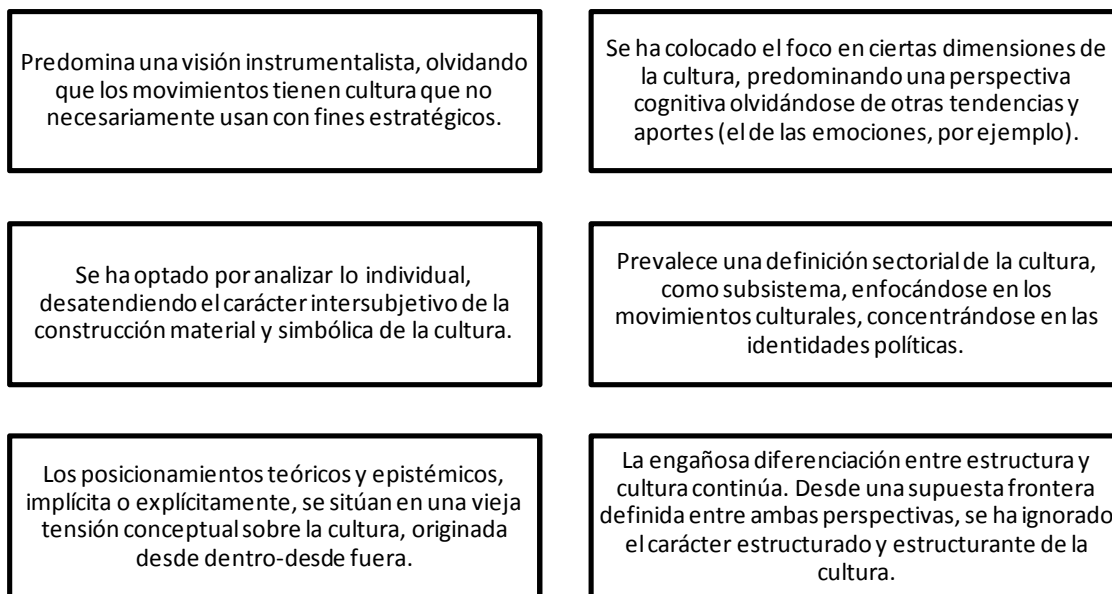 Predomina una visión instrumentalista, olvidando
que los movimientos tienen cultura que no
necesariamente usan con fines estratégicos.
Se ha colocado el foco en ciertas dimensiones de
la cultura, predominando una perspectiva
cognitiva olvidándose de otras tendencias y
aportes (el de las emociones, por ejemplo).
Se ha optado por analizar lo individual,
desatendiendo el carácter intersubjetivo de la
construcción material y simbólica de la cultura.
Prevalece una definición sectorial de la cultura,
como subsistema, enfocándose en los
movimientos culturales, concentrándose en las
identidades políticas.
Los posicionamientos teóricos y epistémicos,
implícita o explícitamente, se sitúan en una vieja
tensión conceptual sobre la cultura, originada
desde dentro-desde fuera.
La engañosa diferenciación entre estructura y
cultura continúa. Desde una supuesta frontera
definida entre ambas perspectivas, se ha ignorado
el carácter estructurado y estructurante de la
cultura.